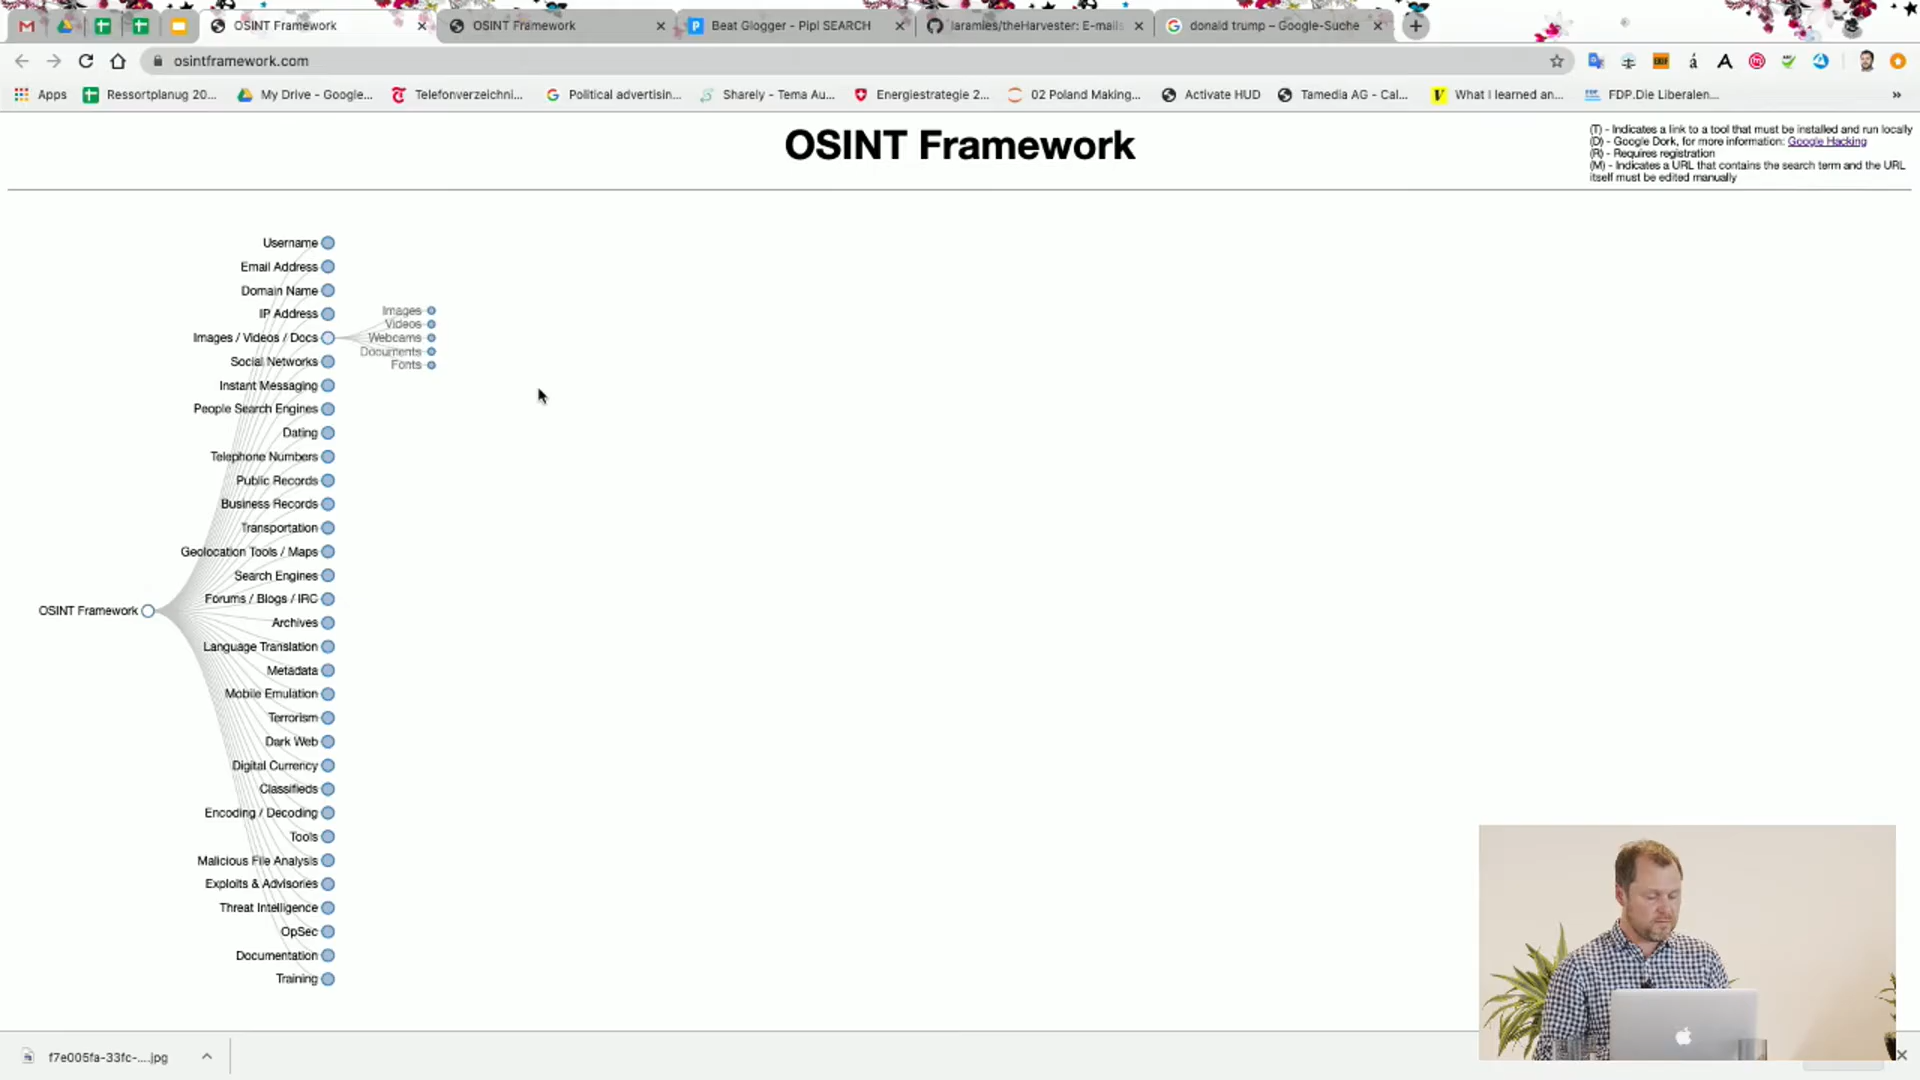 OSINT Framework
OSINT Framework
Beat Glogger - Pipl SEARCH
laramies/theHarvester: E-mails
donald trump – Google-Suche
osintframework.com
Apps
Ressortplanug 20...
My Drive - Google...
Telefonverzeichni...
Political advertisin...
Sharely - Tema Au...
Energiestrategie 2...
02 Poland Making...
Activate HUD
Tamedia AG - Cal...
What I learned an...
FDP.Die Liberalen...
»
OSINT Framework
(T) - Indicates a link to a tool that must be installed and run locally
(D) - Google Dork, for more information: Google Hacking
(R) - Requires registration
(M) - Indicates a URL that contains the search term and the URL
itself must be edited manually
Username
Email Address
Domain Name
IP Address
Images / Videos / Docs
Images
Videos
Webcams
Documents
Fonts
Social Networks
Instant Messaging
People Search Engines
Dating
Telephone Numbers
Public Records
Business Records
Transportation
Geolocation Tools / Maps
Search Engines
Forums / Blogs / IRC
OSINT Framework
Archives
Language Translation
Metadata
Mobile Emulation
Terrorism
Dark Web
Digital Currency
Classifieds
Encoding / Decoding
Tools
Malicious File Analysis
Exploits & Advisories
Threat Intelligence
OpSec
Documentation
Training
f7e005fa-33fc-....jpg